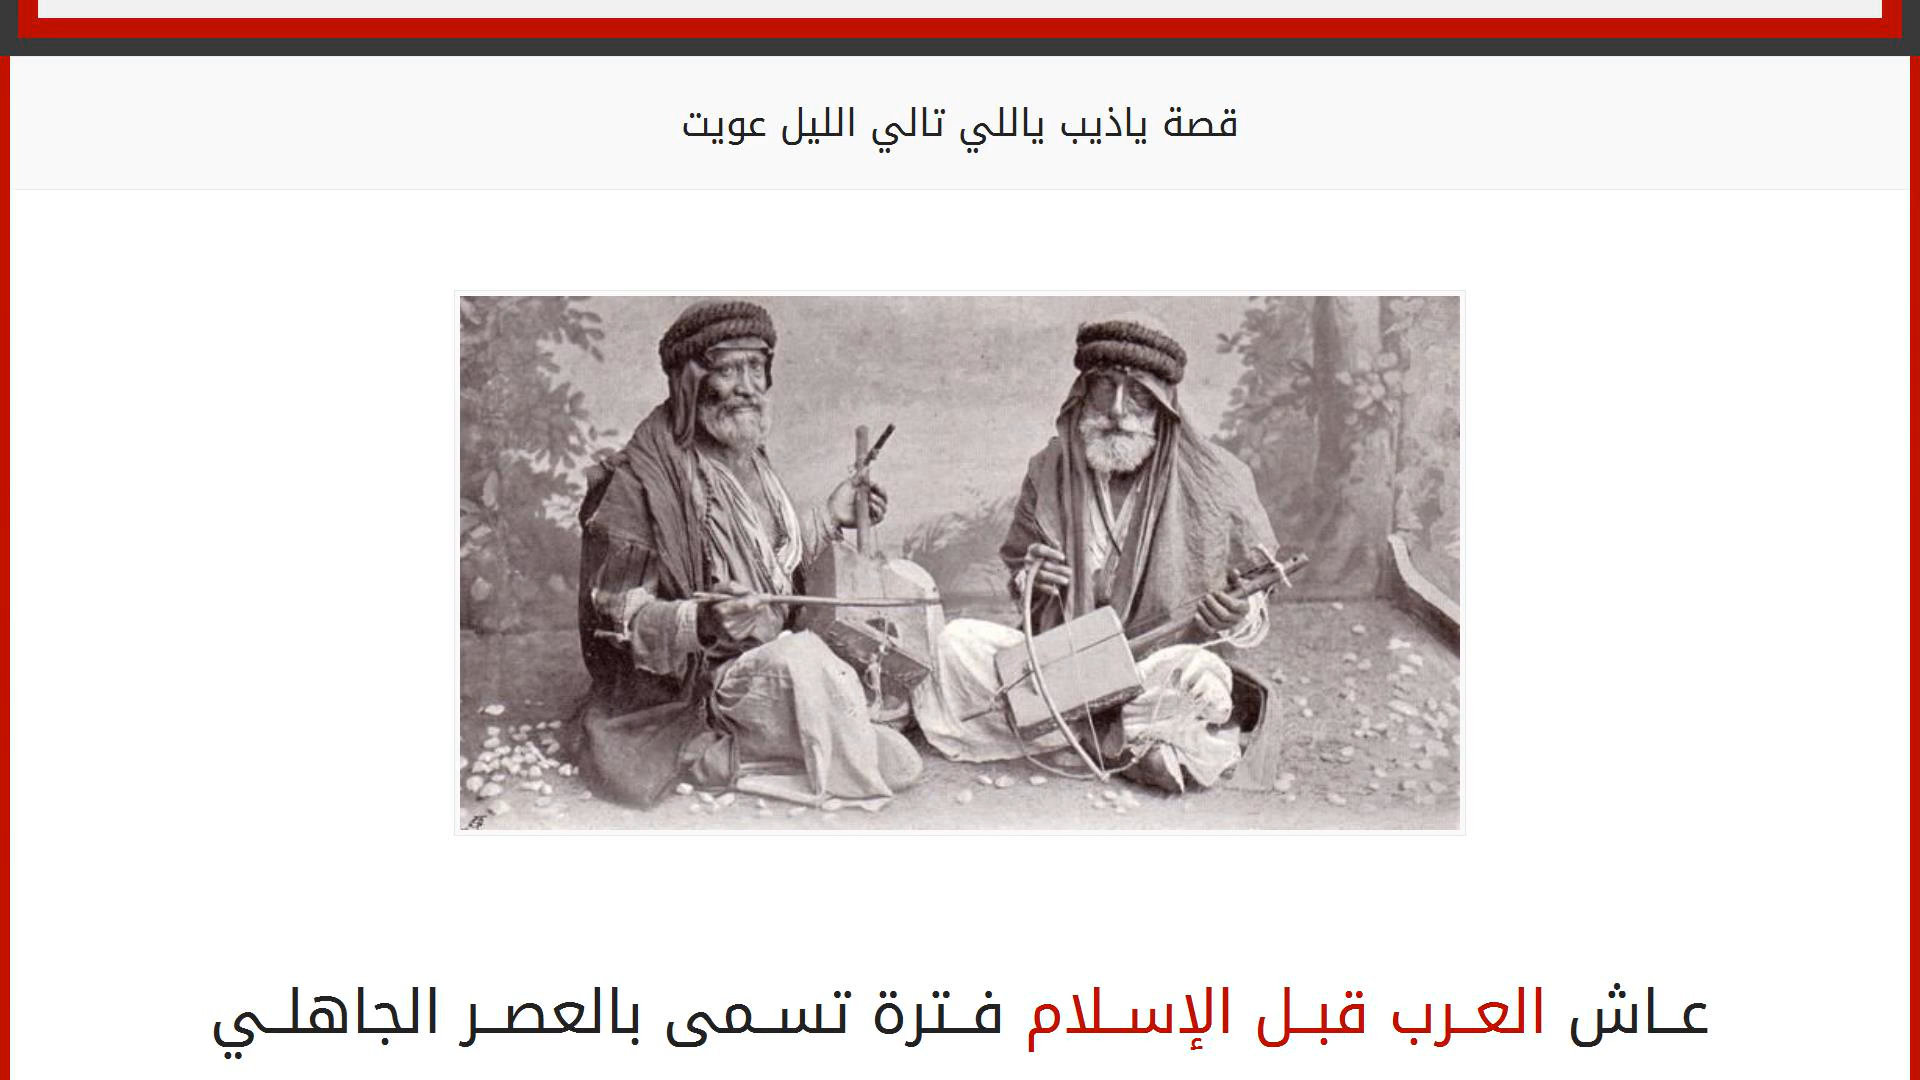 قصة ياذيب ياللي تالي الليل عويت
عـاش العـرب قبـل الإسـلام فـترة تسـمى بالعصـر الجاهلـي